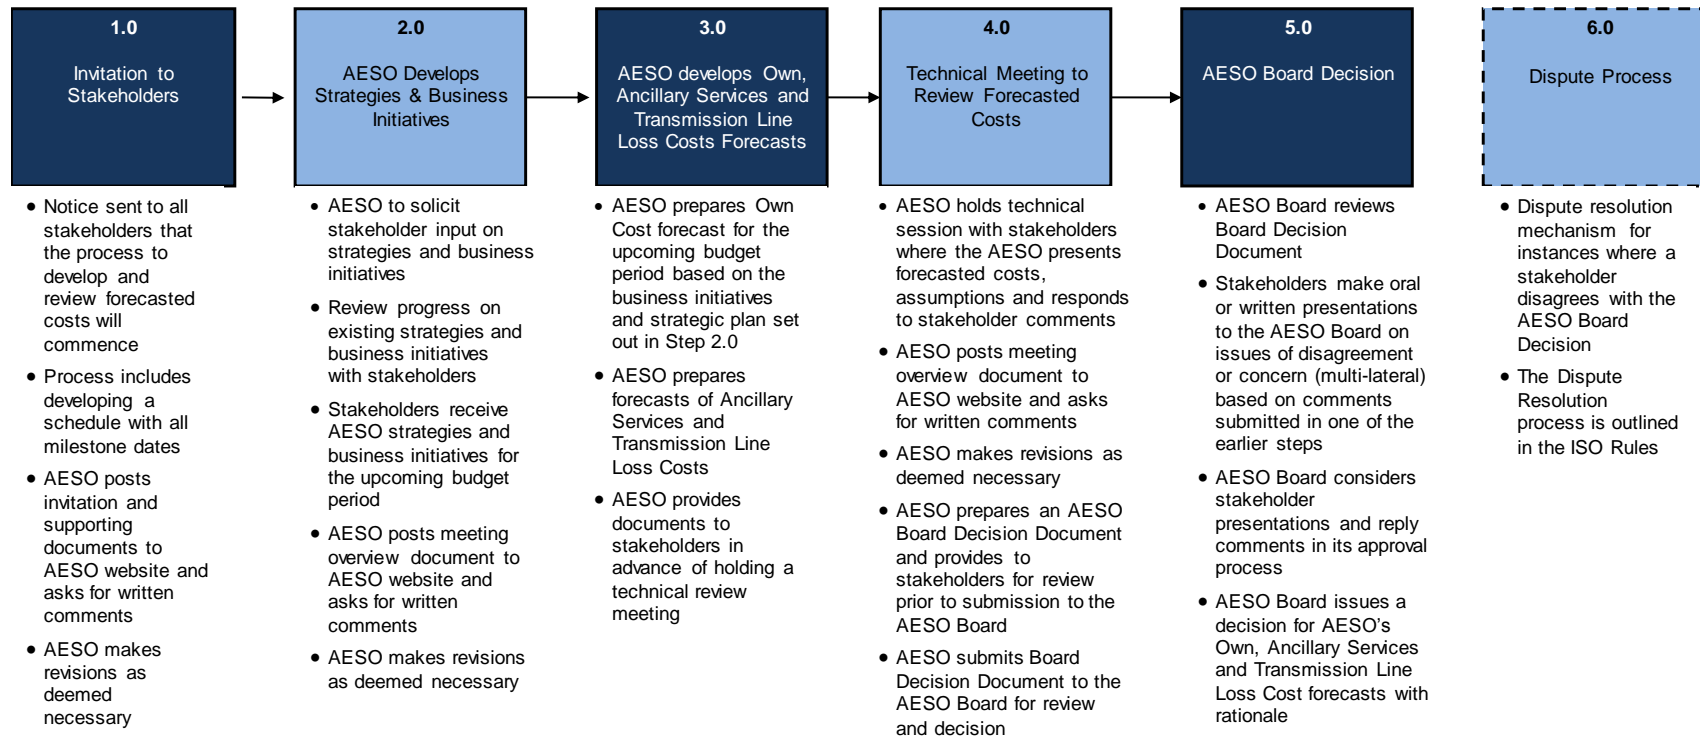 1.0
Invitation to
Stakeholders
• Notice sent to all
stakeholders that
the process to
develop and
review forecasted
costs will
commence
• Process includes
developing a
schedule with all
milestone dates
• AESO posts
invitation and
supporting
documents to
AESO website and
asks for written
comments
• AESO makes
revisions as
deemed
necessary
2.0
AESO Develops
Strategies & Business
Initiatives
• AESO to solicit
stakeholder input on
strategies and business
initiatives
• Review progress on
existing strategies and
business initiatives
with stakeholders
• Stakeholders receive
AESO strategies and
business initiatives for
the upcoming budget
period
• AESO posts meeting
overview document to
AESO website and
asks for written
comments
• AESO makes revisions
as deemed necessary
3.0
AESO develops Own,
Ancillary Services and
Transmission Line
Loss Costs Forecasts
• AESO prepares Own
Cost forecast for the
upcoming budget
period based on the
business initiatives
and strategic plan set
out in Step 2.0
• AESO prepares
forecasts of Ancillary
Services and
Transmission Line
Loss Costs
• AESO provides
documents to
stakeholders in
advance of holding a
technical review
meeting
4.0
Technical Meeting to
Review Forecasted
Costs
• AESO holds technical
session with stakeholders
where the AESO presents
forecasted costs,
assumptions and responds
to stakeholder comments
• AESO posts meeting
overview document to
AESO website and asks
for written comments
• AESO makes revisions as
deemed necessary
• AESO prepares an AESO
Board Decision Document
and provides to
stakeholders for review
prior to submission to the
AESO Board
• AESO submits Board
Decision Document to the
AESO Board for review
and decision
5.0
AESO Board Decision
• AESO Board reviews
Board Decision
Document
• Stakeholders make oral
or written presentations
to the AESO Board on
issues of disagreement
or concern (multi-lateral)
based on comments
submitted in one of the
earlier steps
• AESO Board considers
stakeholder
presentations and reply
comments in its approval
process
• AESO Board issues a
decision for AESO's
Own, Ancillary Services
and Transmission Line
Loss Cost forecasts with
rationale
6.0
Dispute Process
• Dispute resolution
mechanism for
instances where a
stakeholder
disagrees with the
AESO Board
Decision
• The Dispute
Resolution
process is outlined
in the ISO Rules